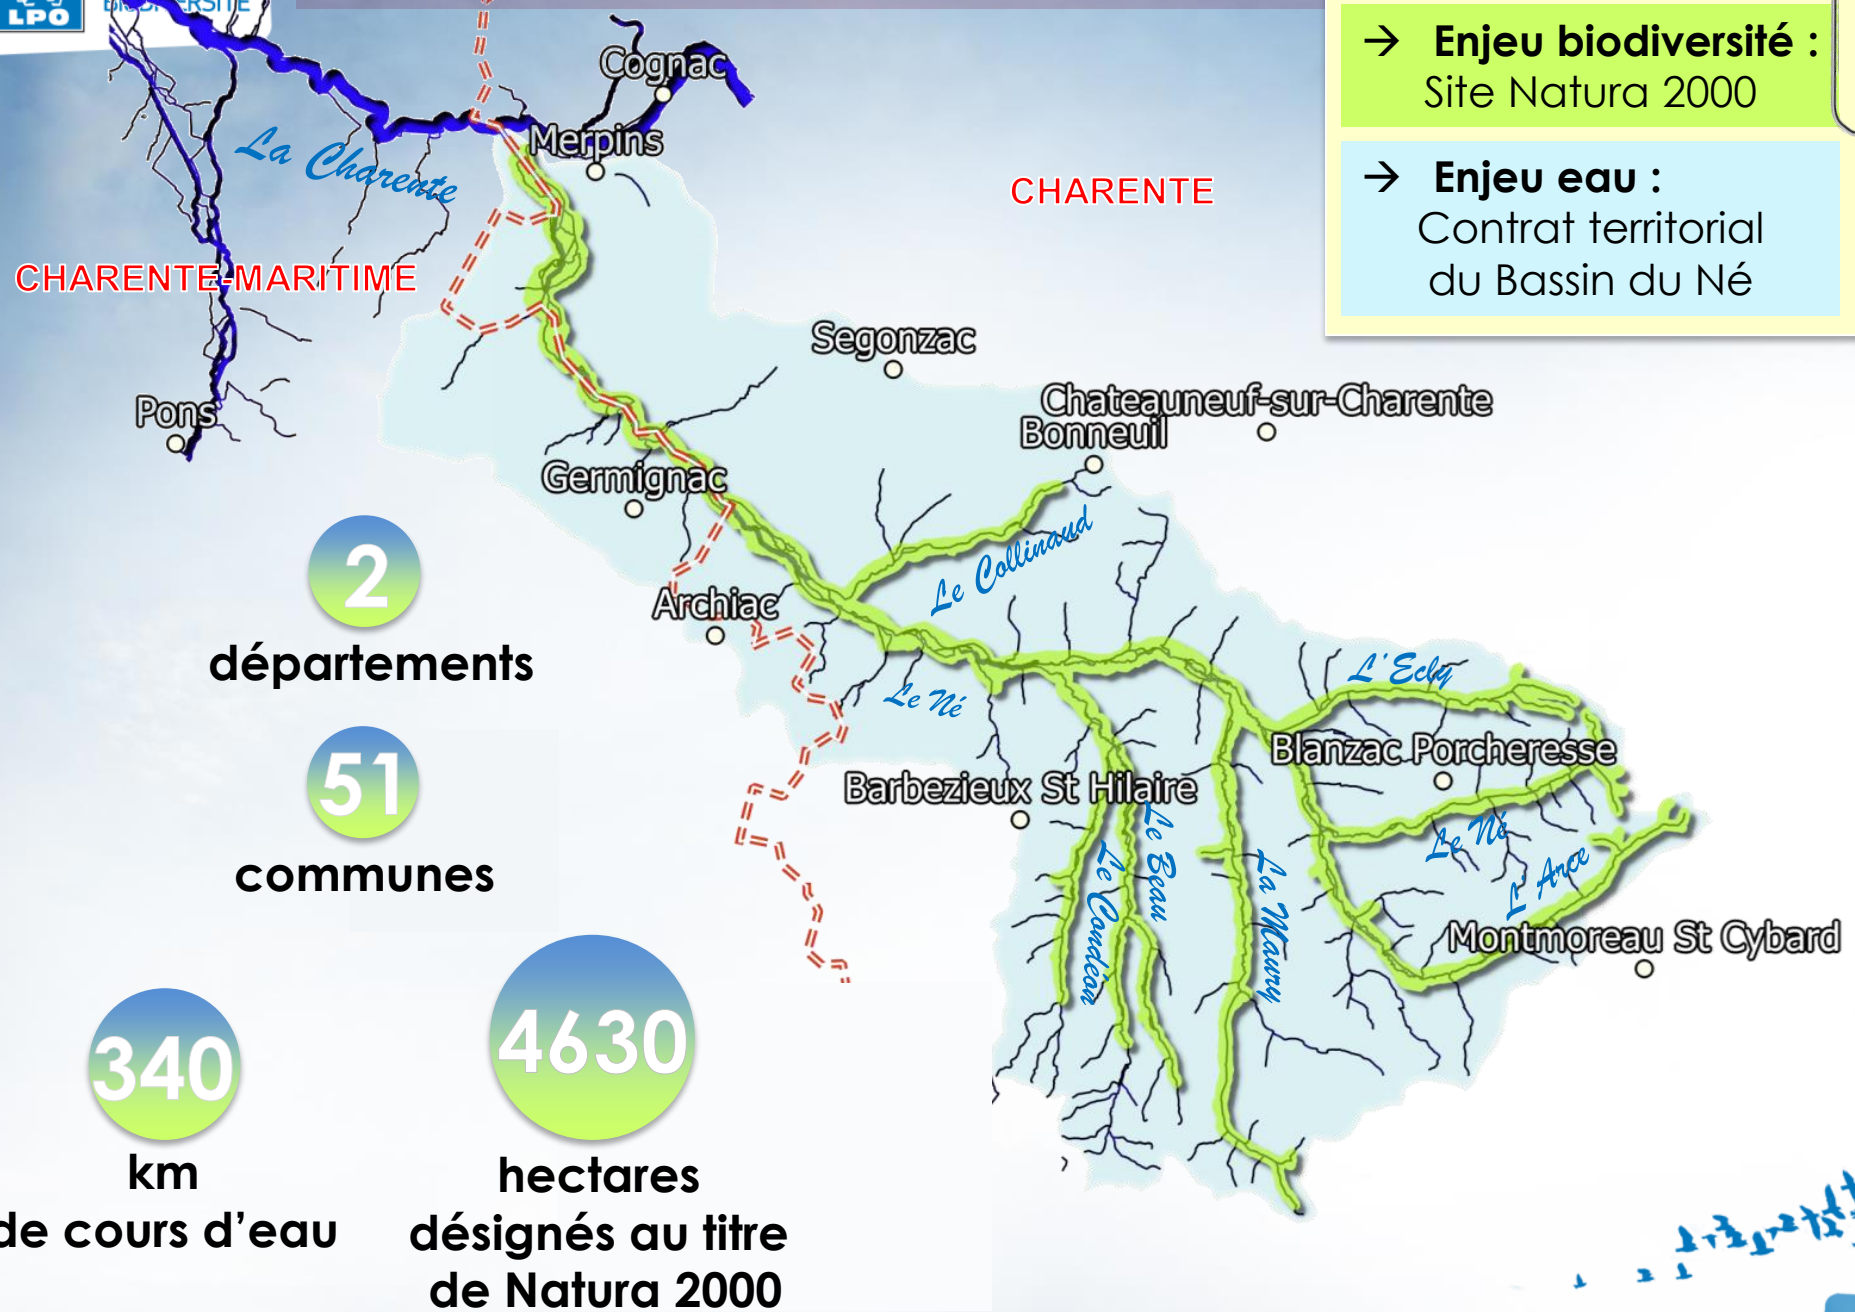 LPO
BIODIVERSITÉ
→ Enjeu biodiversité :
Site Natura 2000
→ Enjeu eau :
Contrat territorial
du Bassin du Né
Cognac
Merpins
La Charente
CHARENTE
CHARENTE-MARITIME
Segonzac
Pons
Chateauneuf-sur-Charente
Bonneuil
Germignac
Le Collinaud
Archiac
L'Ecly
Le Né
Blanzac Porcheresse
Barbezieux St Hilaire
Le Né
L'Arce
Le Beau
Le Condéon
La Maury
Montmoreau St Cybard
2
départements
51
communes
340
km
de cours d'eau
4630
hectares
désignés au titre
de Natura 2000